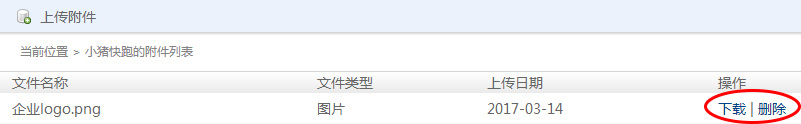 上传附件
当前位置 > 小猪快跑的附件列表
文件名称 文件类型 上传日期 操作
企业logo.png 图片 2017-03-14 下载 | 删除